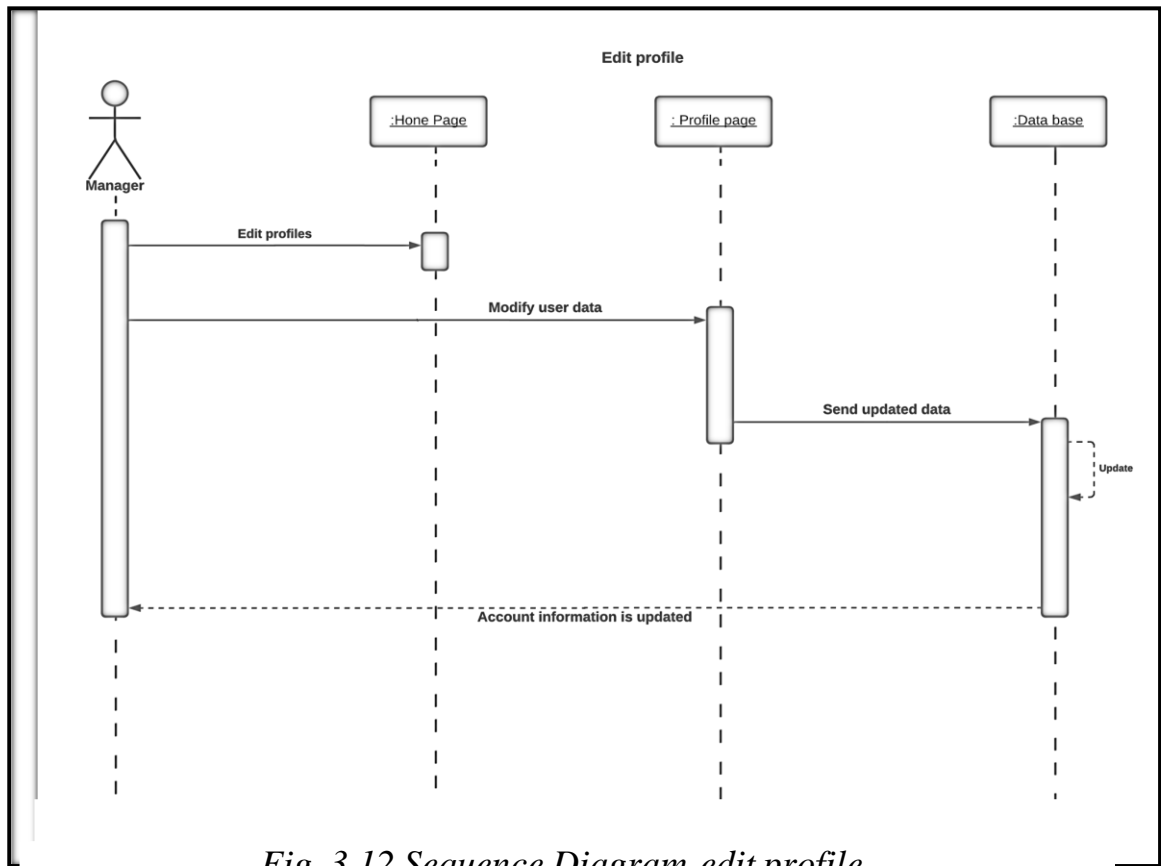 Edit profile
:Hone Page
: Profile page
:Data base
Manager
Edit profiles
Modify user data
Send updated data
Update
Account information is updated
Fig. 3.12 Sequence Diagram-edit profile